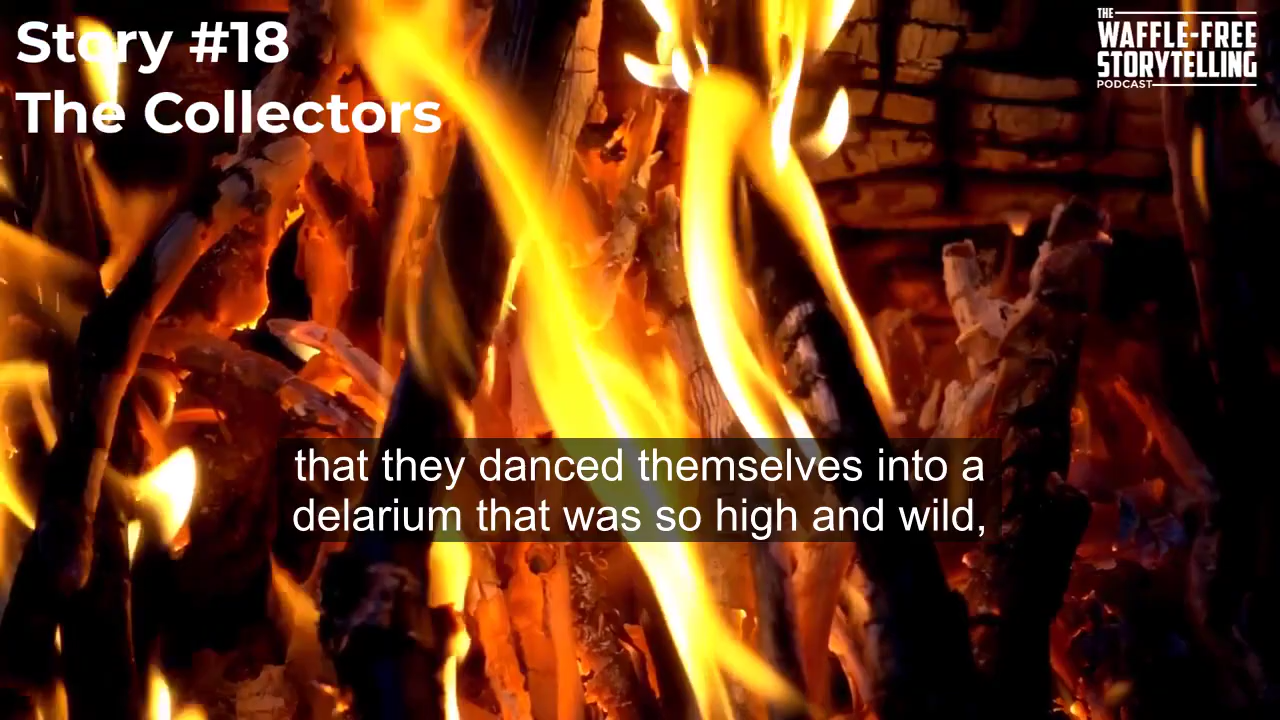 Story #18
The Collectors
THE
WAFFLE-FREE
STORYTELLING
PODCAST
that they danced themselves into a
delarium that was so high and wild,